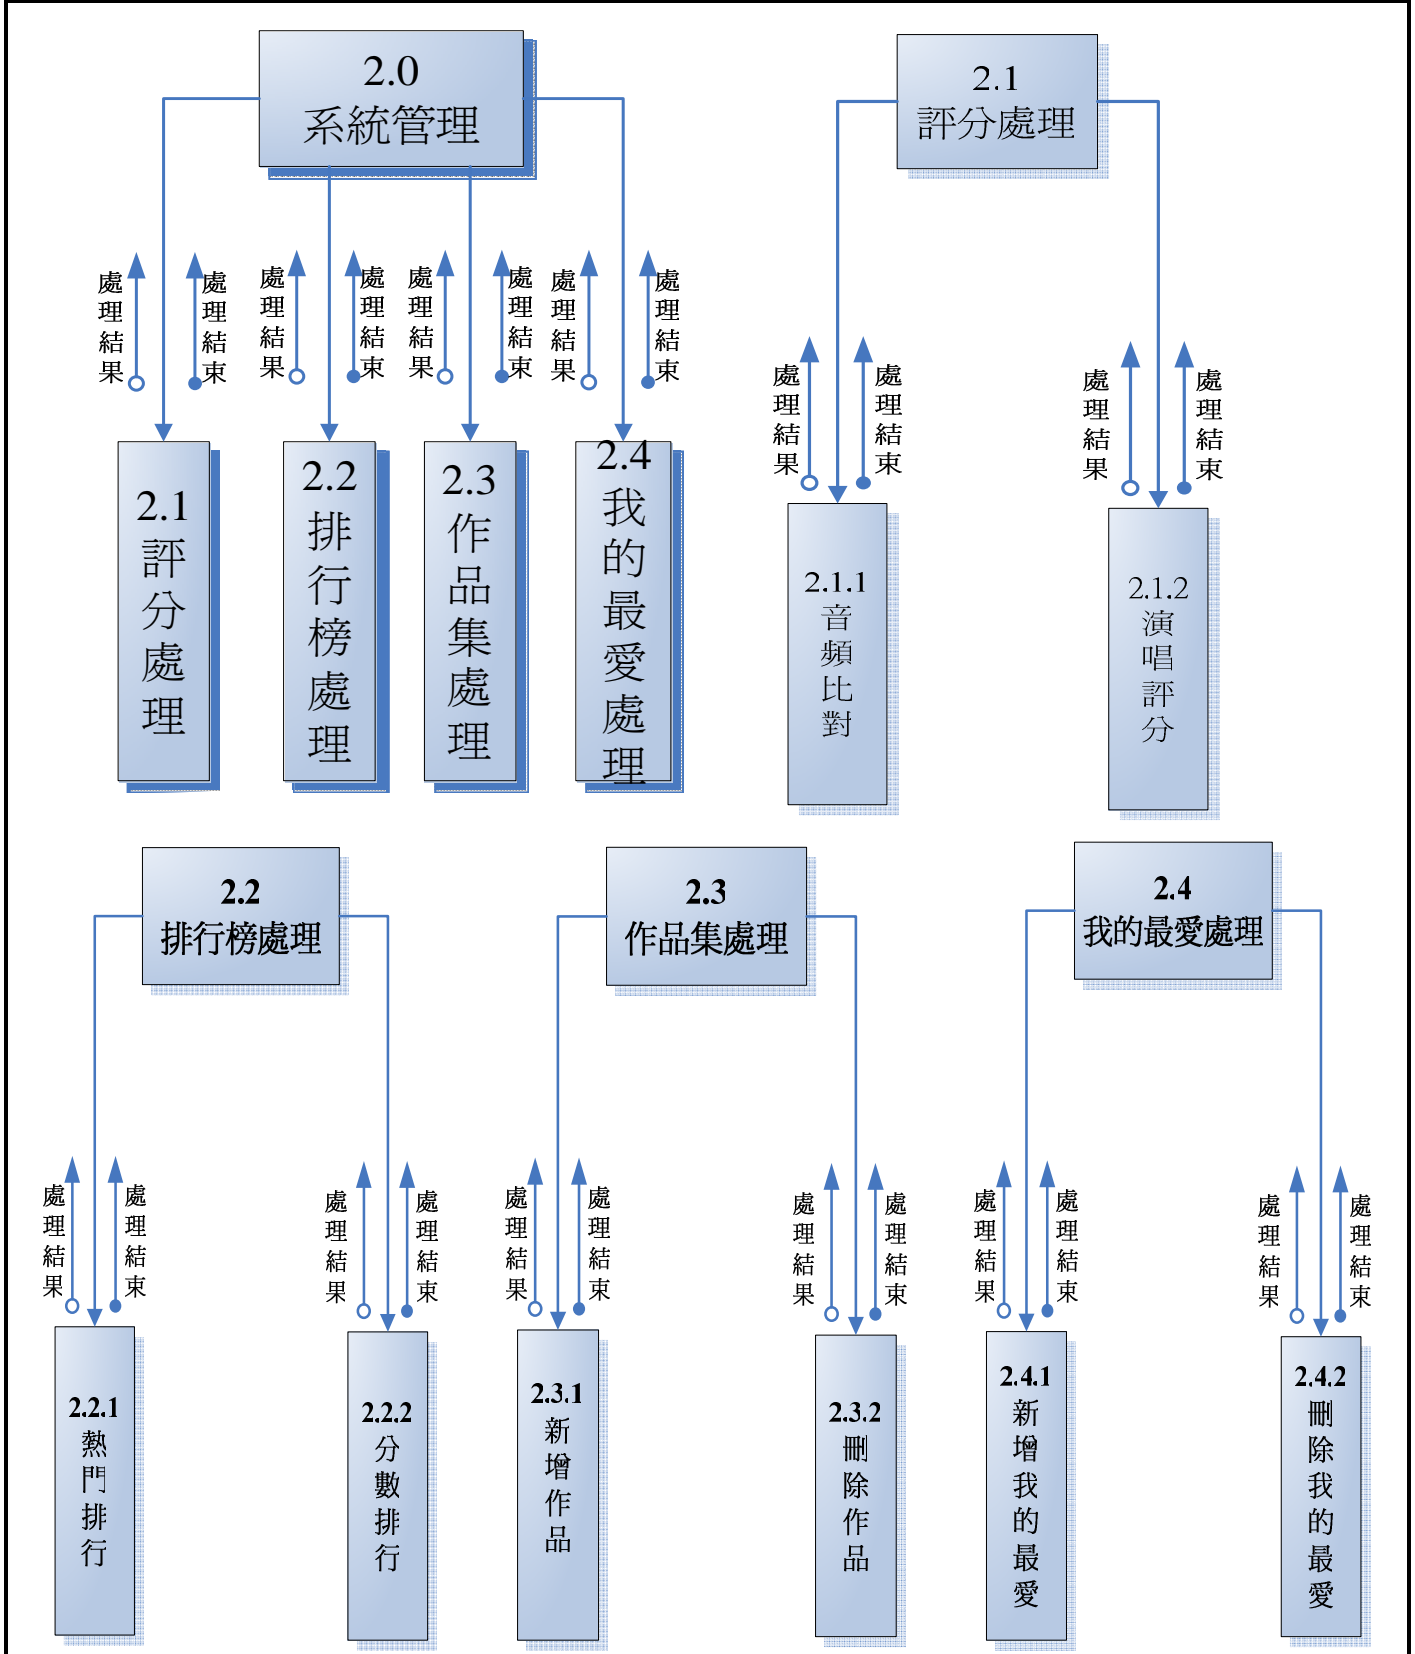 2.0
系統管理
2.1
評分處理
處理結果
處理結束
處理結果
處理結束
處理結果
處理結束
處理結果
處理結束
2.1
評分處理
2.2
排行榜處理
2.3
作品集處理
2.4
我的最愛處理
處理結果
處理結束
處理結果
處理結束
2.1.1
音頻比對
2.1.2
演唱評分
2.2
排行榜處理
2.3
作品集處理
2.4
我的最愛處理
處理結果
處理結束
處理結果
處理結束
處理結果
處理結束
處理結果
處理結束
處理結果
處理結束
處理結果
處理結束
2.2.1
熱門排行
2.2.2
分數排行
2.3.1
新增作品
2.3.2
刪除作品
2.4.1
新增我的最愛
2.4.2
刪除我的最愛